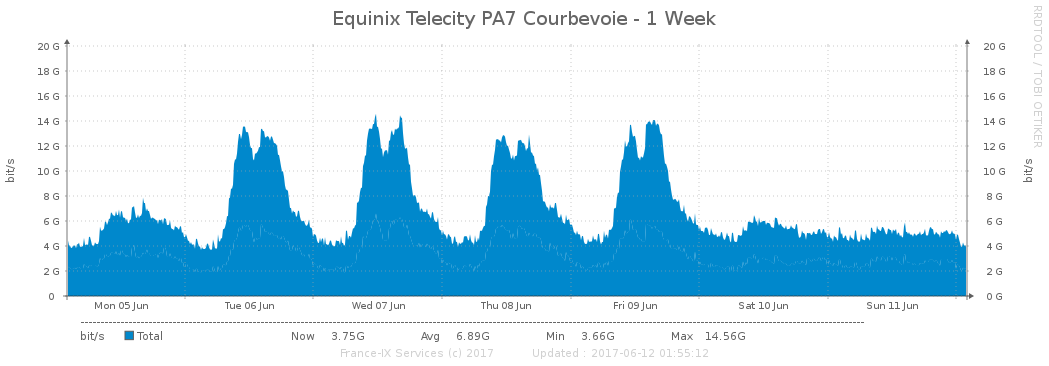 Equinix Telecity PA7 Courbevoie - 1 Week
RRDTOOL / TOBI OETIKER
bit/s
20 G
18 G
16 G
14 G
12 G
10 G
8 G
6 G
4 G
2 G
0
20 G
18 G
16 G
14 G
12 G
10 G
8 G
6 G
4 G
2 G
0 G
bit/s
Mon 05 Jun Tue 06 Jun Wed 07 Jun Thu 08 Jun Fri 09 Jun Sat 10 Jun Sun 11 Jun
bit/s Total Now 3.75G Avg 6.89G Min 3.66G Max 14.56G
France-IX Services (c) 2017 Updated : 2017-06-12 01:55:12